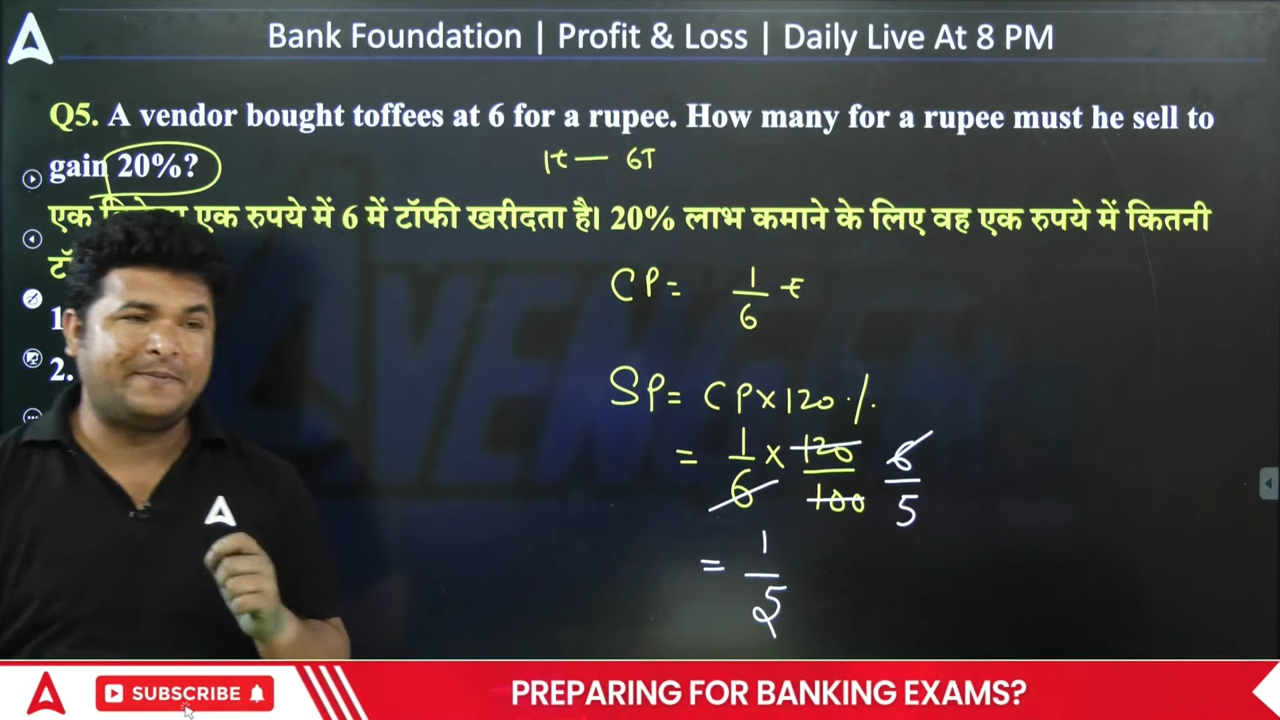 Bank Foundation | Profit & Loss | Daily Live At 8 PM
Q5. A vendor bought toffees at 6 for a rupee. How many for a rupee must he sell to
gain 20%?
1₹ — 6T
एक एक रुपये में 6 में टॉफी खरीदता है। 20% लाभ कमाने के लिए वह एक रुपये में कितनी
CP = 1/6 ₹
1
2.
SP = CP × 120%
= 1/6 × 120/100 6/5
= 1/5
SUBSCRIBE
PREPARING FOR BANKING EXAMS?